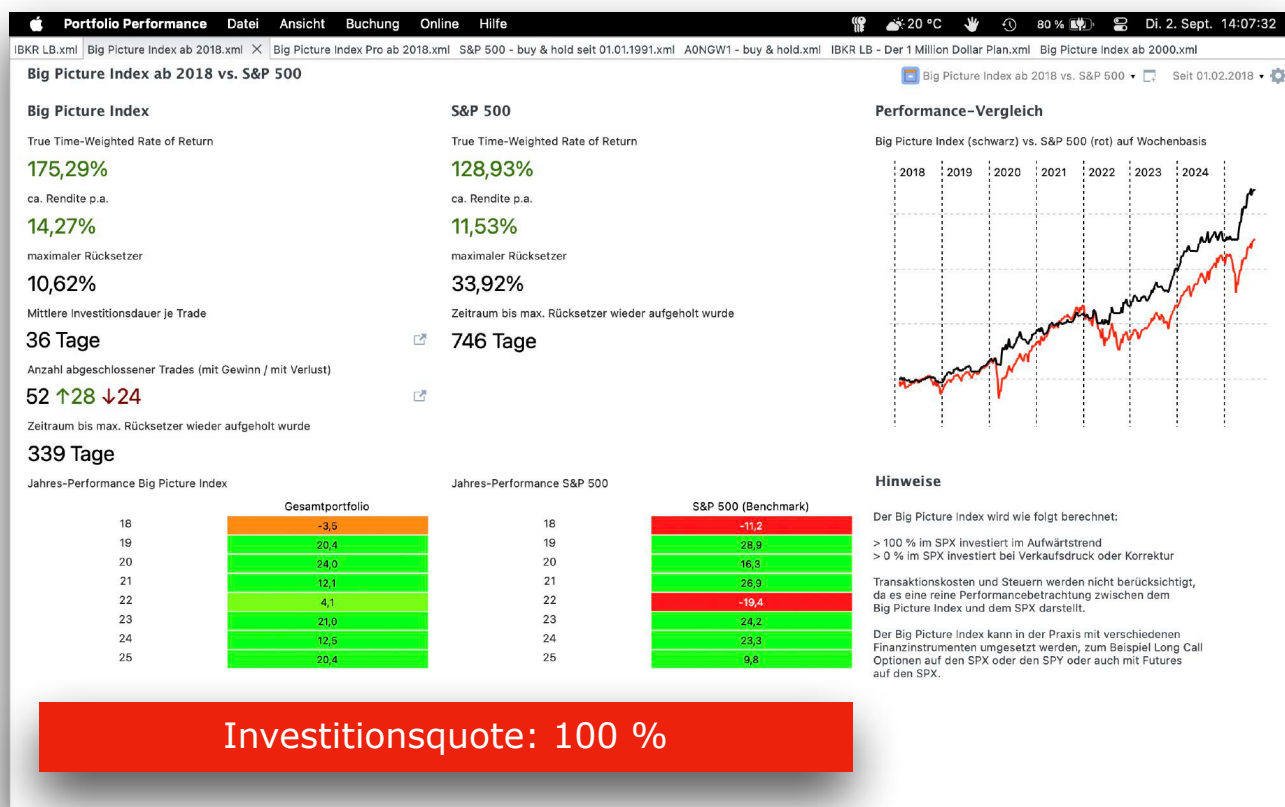 Portfolio Performance Datei Ansicht Buchung Online Hilfe 20 °C 80 % Di. 2. Sept. 14:07:32
IBKR LB.xml Big Picture Index ab 2018.xml Big Picture Index Pro ab 2018.xml S&P 500 - buy & hold seit 01.01.1991.xml A0NGW1 - buy & hold.xml IBKR LB - Der 1 Million Dollar Plan.xml Big Picture Index ab 2000.xml
Big Picture Index ab 2018 vs. S&P 500
Big Picture Index ab 2018 vs. S&P 500 Seit 01.02.2018
Big Picture Index
True Time-Weighted Rate of Return
175,29%
ca. Rendite p.a.
14,27%
maximaler Rücksetzer
10,62%
Mittlere Investitionsdauer je Trade
36 Tage
Anzahl abgeschlossener Trades (mit Gewinn / mit Verlust)
52 ↑28 ↓24
Zeitraum bis max. Rücksetzer wieder aufgeholt wurde
339 Tage
S&P 500
True Time-Weighted Rate of Return
128,93%
ca. Rendite p.a.
11,53%
maximaler Rücksetzer
33,92%
Zeitraum bis max. Rücksetzer wieder aufgeholt wurde
746 Tage
Performance-Vergleich
Big Picture Index (schwarz) vs. S&P 500 (rot) auf Wochenbasis
2018 2019 2020 2021 2022 2023 2024
Jahres-Performance Big Picture Index
Gesamtportfolio
18 -3,5
19 20,4
20 24,0
21 12,1
22 4,1
23 21,0
24 12,5
25 20,4
Jahres-Performance S&P 500
S&P 500 (Benchmark)
18 -11,2
19 28,9
20 16,3
21 26,9
22 -19,4
23 24,2
24 23,3
25 9,8
Hinweise
Der Big Picture Index wird wie folgt berechnet:
> 100 % im SPX investiert im Aufwärtstrend
> 0 % im SPX investiert bei Verkaufsdruck oder Korrektur
Transaktionskosten und Steuern werden nicht berücksichtigt,
da es eine reine Performancebetrachtung zwischen dem
Big Picture Index und dem SPX darstellt.
Der Big Picture Index kann in der Praxis mit verschiedenen
Finanzinstrumenten umgesetzt werden, zum Beispiel Long Call
Optionen auf den SPX oder den SPY oder auch mit Futures
auf den SPX.
Investitionsquote: 100 %